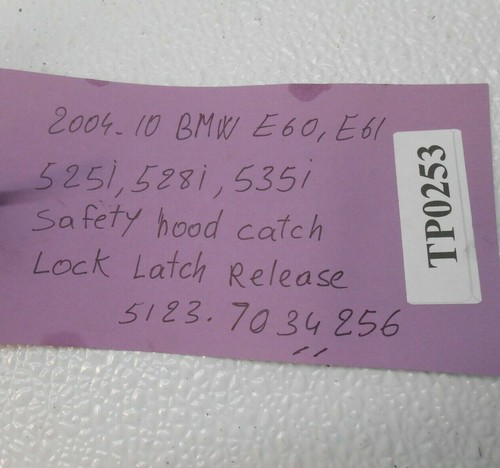 2004-10 BMW E60, E61
525i, 528i, 535i
Safety hood catch
Lock Latch Release
5123.7034256
TP0253